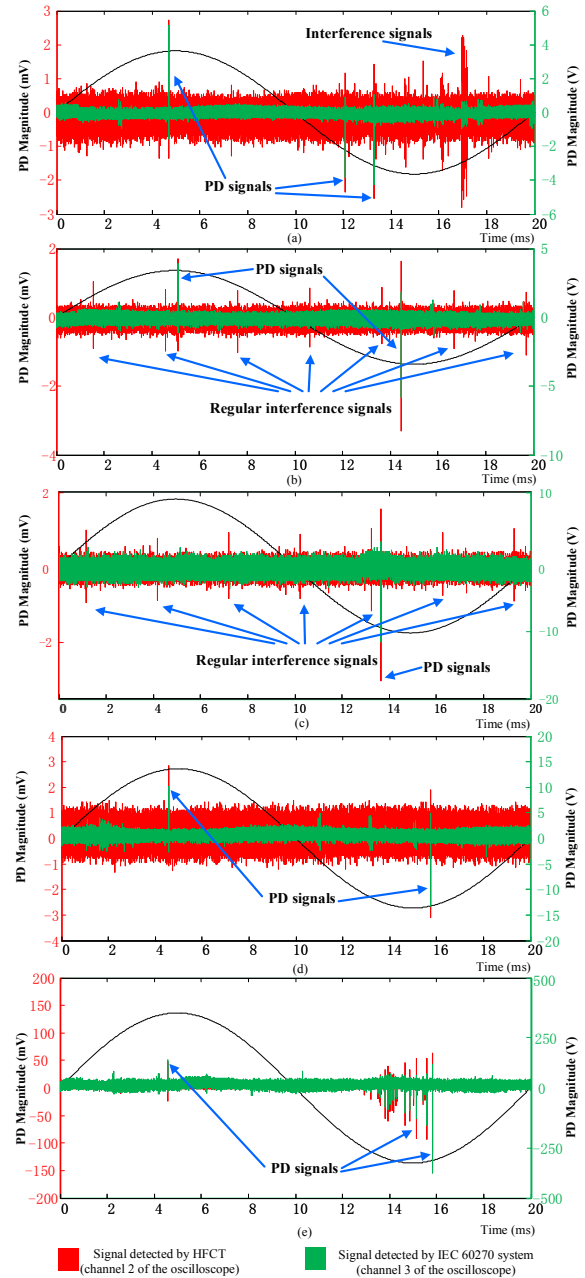 Interference signals
PD Magnitude (mV)
3
2
1
0
-1
-2
-3
6
4
2
0
-2
-4
-6
PD Magnitude (V)
PD signals
0 2 4 6 8 10 12 14 16 18 20
(a)
Time (ms)
PD Magnitude (mV)
2
0
-2
-4
5
0
-5
-10
PD Magnitude (V)
PD signals
Regular interference signals
0 2 4 6 8 10 12 14 16 18 20
(b)
Time (ms)
PD Magnitude (mV)
2
0
-2
10
0
-10
-20
PD Magnitude (V)
Regular interference signals
PD signals
0 2 4 6 8 10 12 14 16 18 20
(c)
Time (ms)
PD Magnitude (mV)
4
3
2
1
0
-1
-2
-3
-4
20
15
10
5
0
-5
-10
-15
-20
PD Magnitude (V)
PD signals
0 2 4 6 8 10 12 14 16 18 20
(d)
Time (ms)
PD Magnitude (mV)
200
150
100
50
0
-50
-100
-150
-200
500
250
0
-250
-500
PD Magnitude (V)
PD signals
0 2 4 6 8 10 12 14 16 18 20
(e)
Time (ms)
Signal detected by HFCT
(channel 2 of the oscilloscope)
Signal detected by IEC 60270 system
(channel 3 of the oscilloscope)